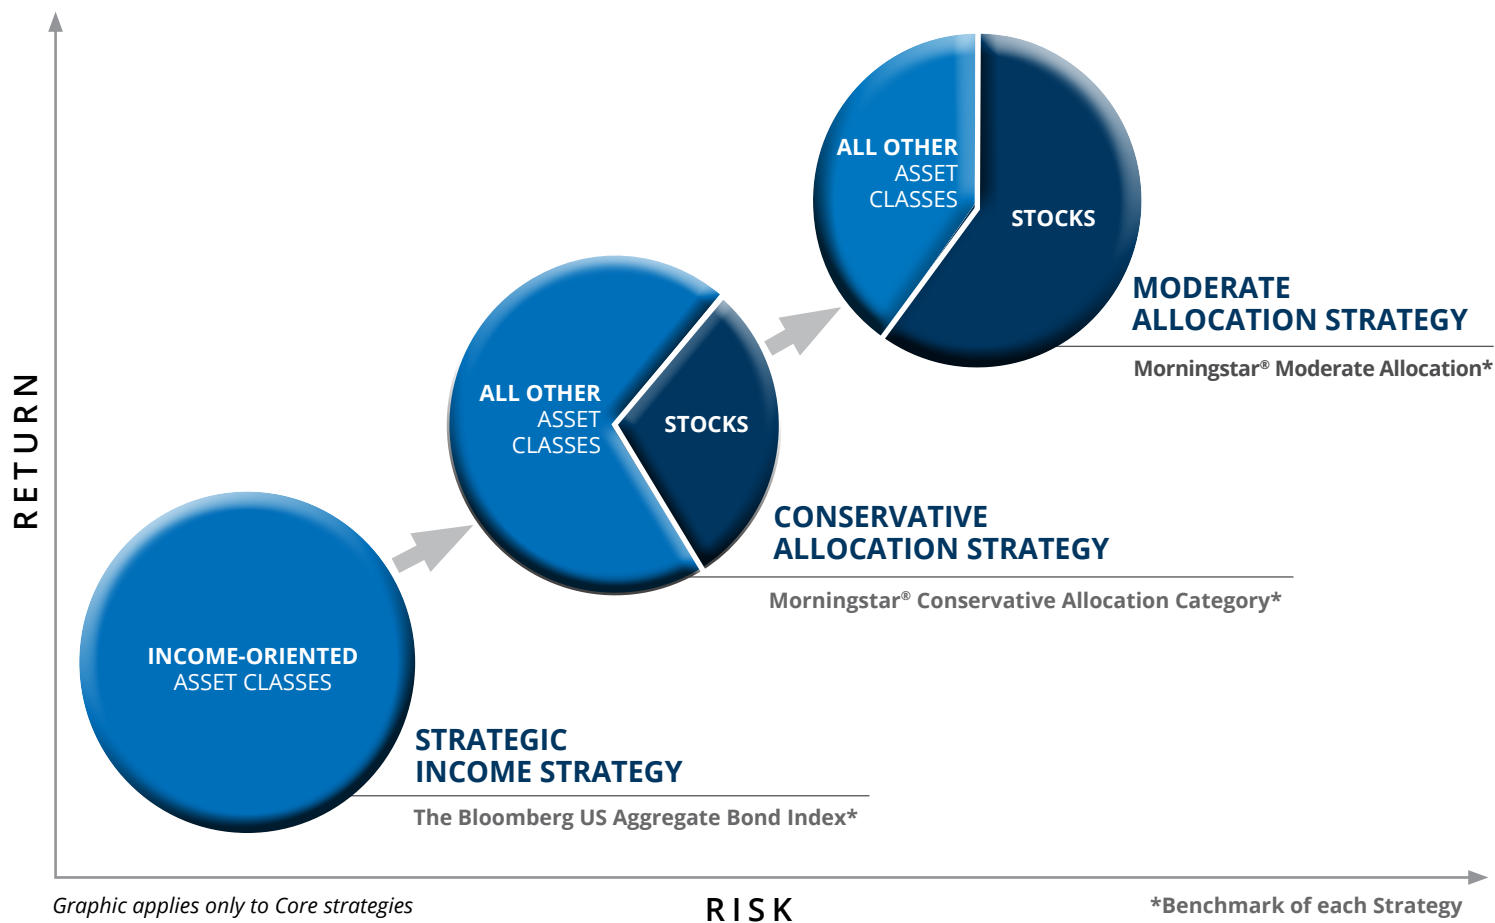 ALL OTHER
ASSET
CLASSES
STOCKS
MODERATE
ALLOCATION STRATEGY
Morningstar® Moderate Allocation*
ALL OTHER
ASSET
CLASSES
STOCKS
CONSERVATIVE
ALLOCATION STRATEGY
Morningstar® Conservative Allocation Category*
RETURN
INCOME-ORIENTED
ASSET CLASSES
STRATEGIC
INCOME STRATEGY
The Bloomberg US Aggregate Bond Index*
Graphic applies only to Core strategies
RISK
*Benchmark of each Strategy